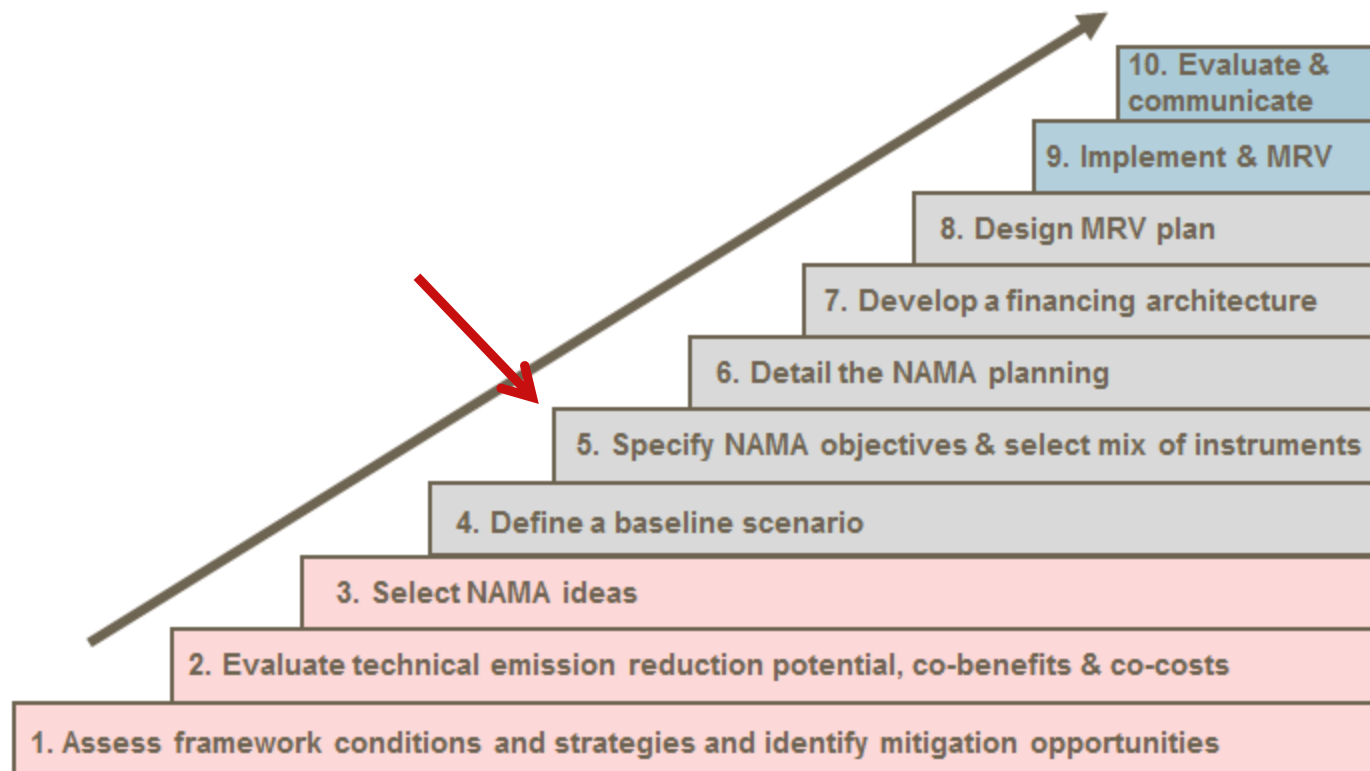 10. Evaluate &
communicate
9. Implement & MRV
8. Design MRV plan
7. Develop a financing architecture
6. Detail the NAMA planning
5. Specify NAMA objectives & select mix of instruments
4. Define a baseline scenario
3. Select NAMA ideas
2. Evaluate technical emission reduction potential, co-benefits & co-costs
1. Assess framework conditions and strategies and identify mitigation opportunities